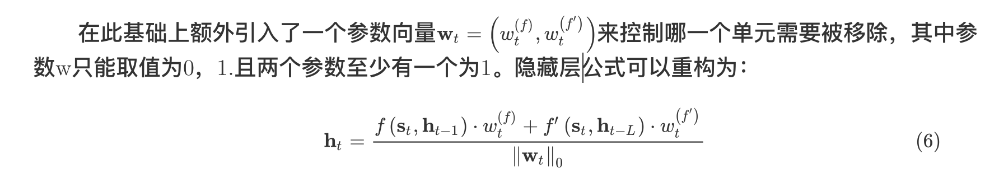 在此基础上额外引入了一个参数向量$\mathbf{w}_t = \left(w_t^{(f)}, w_t^{(f')}\right)$来控制哪一个单元需要被移除，其中参
数w只能取值为0，1.且两个参数至少有一个为1。隐藏层公式可以重构为：
$\mathbf{h}_t = \frac{f\left(\mathbf{s}_t, \mathbf{h}_{t-1}\right) \cdot w_t^{(f)} + f'\left(\mathbf{s}_t, \mathbf{h}_{t-L}\right) \cdot w_t^{(f')}}{\|\mathbf{w}_t\|_0}$ (6)